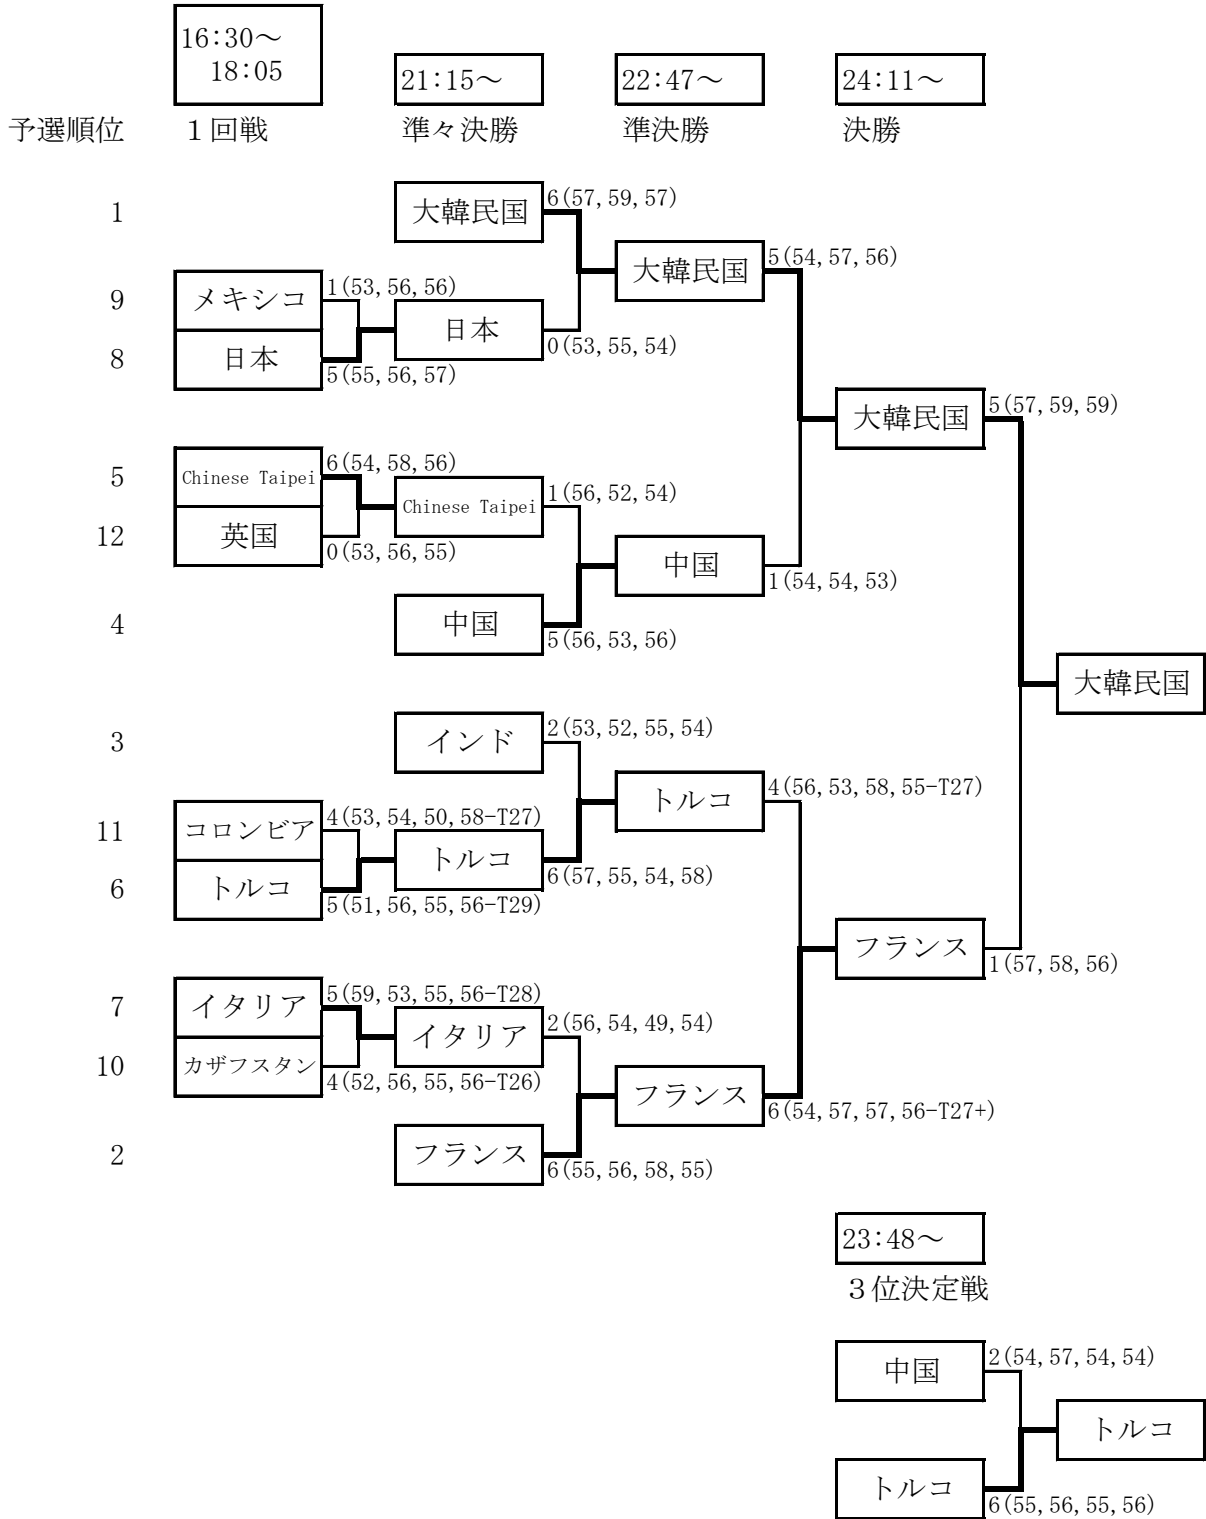 16:30～
18:05
21:15～
22:47～
24:11～
予選順位
１回戦
準々決勝
準決勝
決勝
1
大韓民国
6(57,59,57)
大韓民国
5(54,57,56)
9
メキシコ
1(53,56,56)
日本
0(53,55,54)
8
日本
5(55,56,57)
大韓民国
5(57,59,59)
5
Chinese Taipei
6(54,58,56)
Chinese Taipei
1(56,52,54)
12
英国
0(53,56,55)
中国
1(54,54,53)
4
中国
5(56,53,56)
大韓民国
3
インド
2(53,52,55,54)
トルコ
4(56,53,58,55-T27)
11
コロンビア
4(53,54,50,58-T27)
トルコ
6(57,55,54,58)
6
トルコ
5(51,56,55,56-T29)
フランス
1(57,58,56)
7
イタリア
5(59,53,55,56-T28)
イタリア
2(56,54,49,54)
10
カザフスタン
4(52,56,55,56-T26)
フランス
6(54,57,57,56-T27+)
2
フランス
6(55,56,58,55)
23:48～
３位決定戦
中国
2(54,57,54,54)
トルコ
トルコ
6(55,56,55,56)